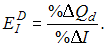 E_I^D = %ΔQ_d / %ΔI.